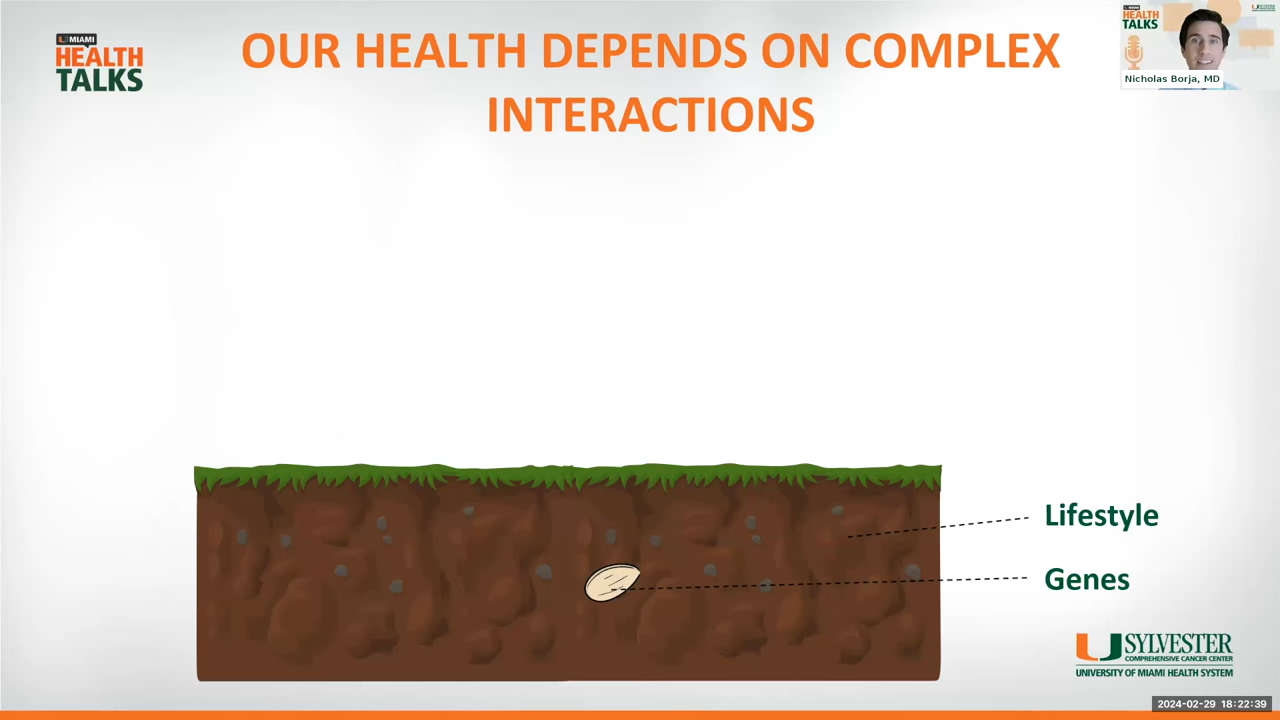 MIAMI
HEALTH
TALKS
OUR HEALTH DEPENDS ON COMPLEX
INTERACTIONS
HEALTH
TALKS
Nicholas Borja, MD
Lifestyle
Genes
SYLVESTER
COMPREHENSIVE CANCER CENTER
UNIVERSITY OF MIAMI HEALTH SYSTEM
2024-02-29 18:22:39